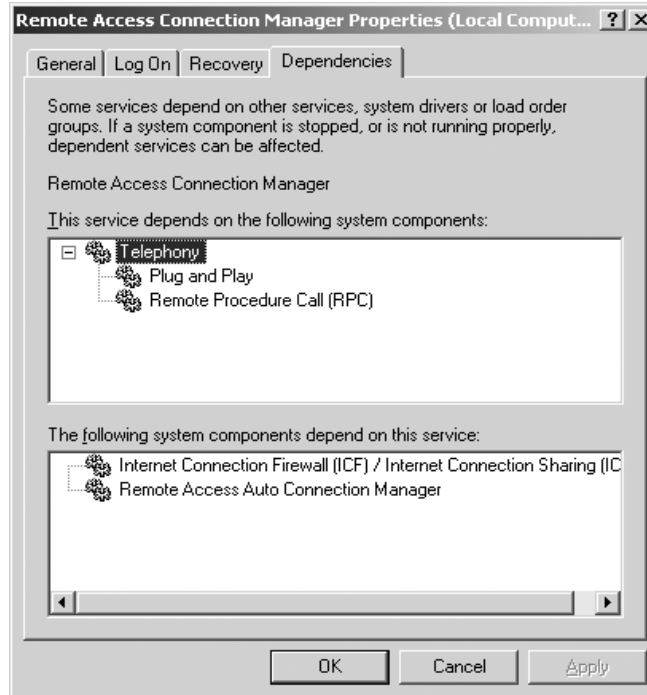 Remote Access Connection Manager Properties (Local Comput... ? X
General Log On Recovery Dependencies
Some services depend on other services, system drivers or load order
groups. If a system component is stopped, or is not running properly,
dependent services can be affected.
Remote Access Connection Manager
This service depends on the following system components:
Telephony
Plug and Play
Remote Procedure Call (RPC)
The following system components depend on this service:
Internet Connection Firewall (ICF) / Internet Connection Sharing (IC
Remote Access Auto Connection Manager
OK Cancel Apply